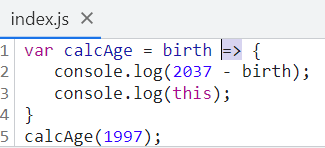 index.js ×
1 var calcAge = birth => {
2    console.log(2037 - birth);
3    console.log(this);
4 }
5 calcAge(1997);